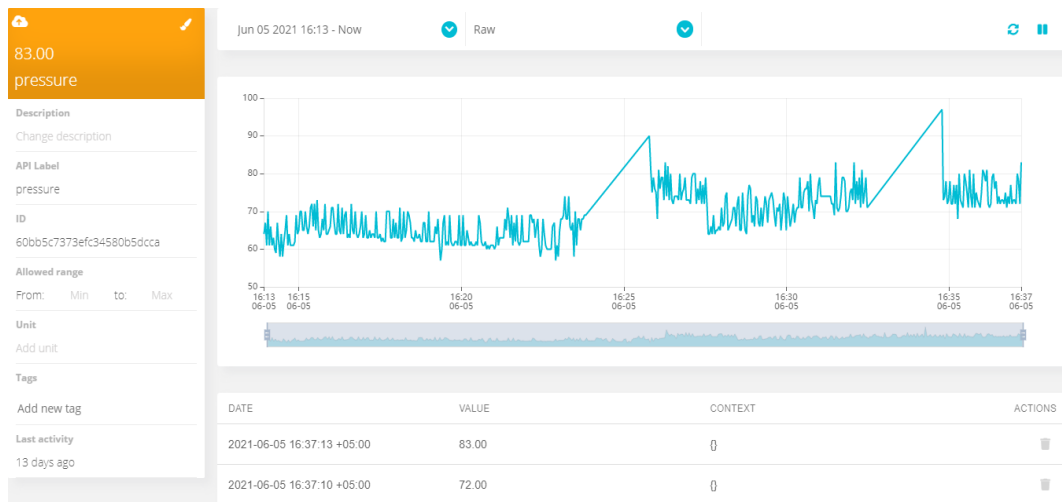 83.00
pressure
Description
Change description
API Label
pressure
ID
60bb5c7373efc34580b5dcca
Allowed range
From: Min to: Max
Unit
Add unit
Tags
Add new tag
Last activity
13 days ago
Jun 05 2021 16:13 - Now Raw
100
90
80
70
60
50
16:13 16:15 16:20 16:25 16:30 16:35 16:37
06-05 06-05 06-05 06-05 06-05 06-05 06-05
DATE VALUE CONTEXT ACTIONS
2021-06-05 16:37:13 +05:00 83.00 {}
2021-06-05 16:37:10 +05:00 72.00 {}